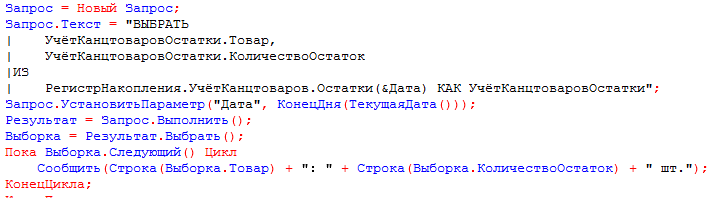 Запрос = Новый Запрос;
Запрос.Текст = "ВЫБРАТЬ
|    УчётКанцтоваровОстатки.Товар,
|    УчётКанцтоваровОстатки.КоличествоОстаток
|ИЗ
|    РегистрНакопления.УчётКанцтоваров.Остатки(&Дата) КАК УчётКанцтоваровОстатки";
Запрос.УстановитьПараметр("Дата", КонецДня(ТекущаяДата()));
Результат = Запрос.Выполнить();
Выборка = Результат.Выбрать();
Пока Выборка.Следующий() Цикл
    Сообщить(Строка(Выборка.Товар) + ": " + Строка(Выборка.КоличествоОстаток) + " шт.");
КонецЦикла;